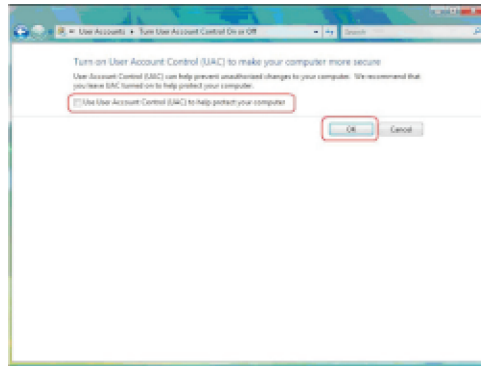 User Accounts ▸ Turn User Account Control On or Off
Search
Turn on User Account Control (UAC) to make your computer more secure
User Account Control (UAC) can help prevent unauthorized changes to your computer. We recommend that
you leave UAC turned on to help protect your computer.
Use User Account Control (UAC) to help protect your computer
OK Cancel